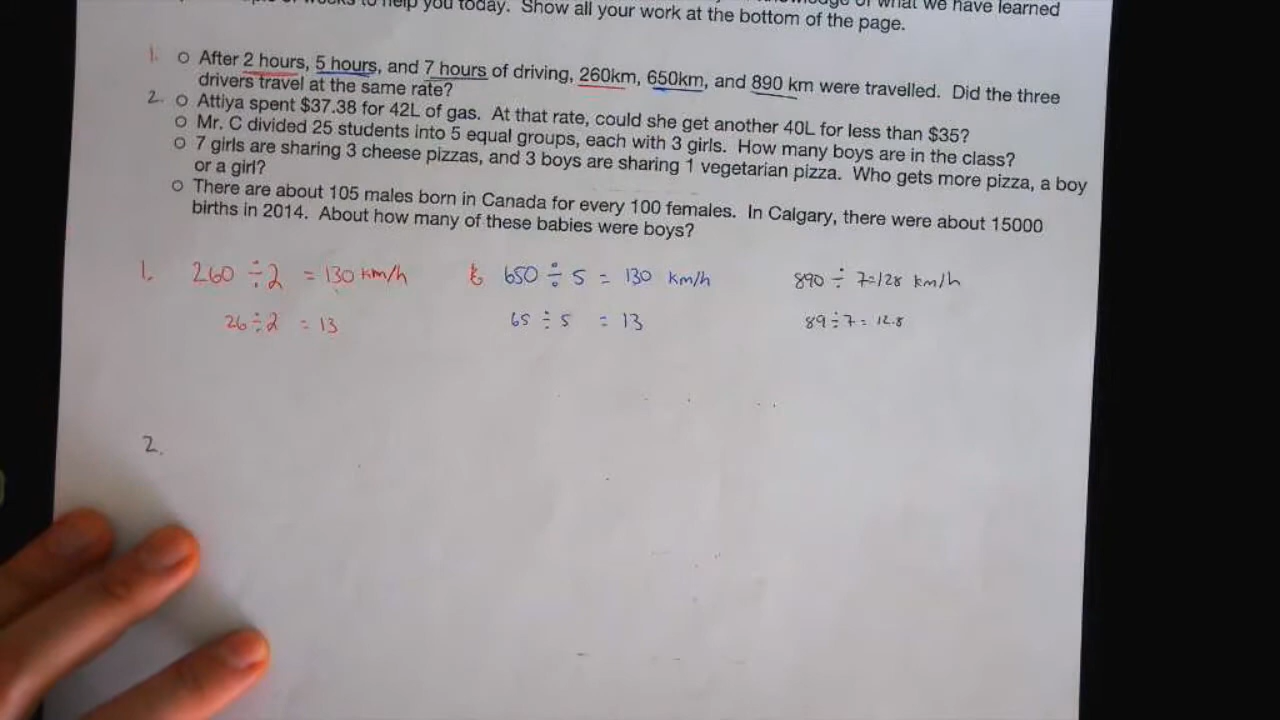 to help you today. Show all your work at the bottom of the page.
what we have learned
1. o After 2 hours, 5 hours, and 7 hours of driving, 260km, 650km, and 890 km were travelled. Did the three
drivers travel at the same rate?
2. o Attiya spent $37.38 for 42L of gas. At that rate, could she get another 40L for less than $35?
o Mr. C divided 25 students into 5 equal groups, each with 3 girls. How many boys are in the class?
o 7 girls are sharing 3 cheese pizzas, and 3 boys are sharing 1 vegetarian pizza. Who gets more pizza, a boy
or a girl?
o There are about 105 males born in Canada for every 100 females. In Calgary, there were about 15000
births in 2014. About how many of these babies were boys?
1. 260 ÷ 2 = 130 km/h 650 ÷ 5 = 130 km/h 890 ÷ 7=128 km/h
26 ÷ 2 = 13 65 ÷ 5 = 13 89 ÷ 7 = 12.8
2.